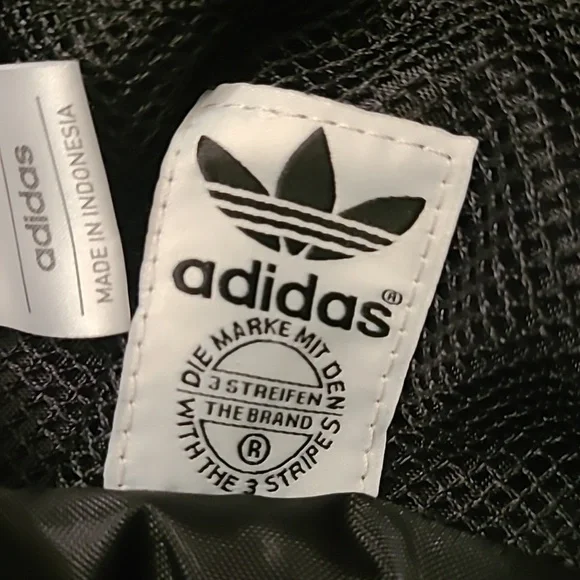 adidas
MADE IN INDONESIA
adidas®
DIE MARKE MIT DEN
3 STREIFEN
THE BRAND
®
WITH THE 3 STRIPES